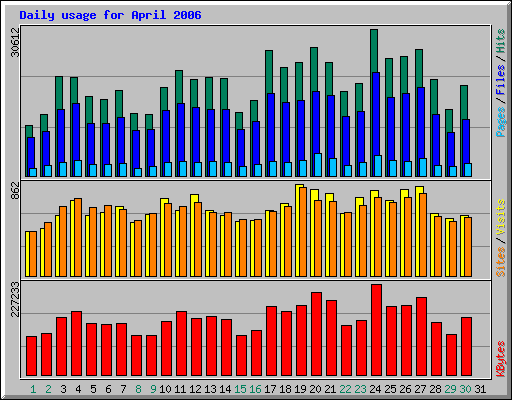 Daily usage for April 2006
30612
Pages / Files / Hits
862
Sites / Visits
227233
KBytes
1 2 3 4 5 6 7 8 9 10 11 12 13 14 15 16 17 18 19 20 21 22 23 24 25 26 27 28 29 30 31